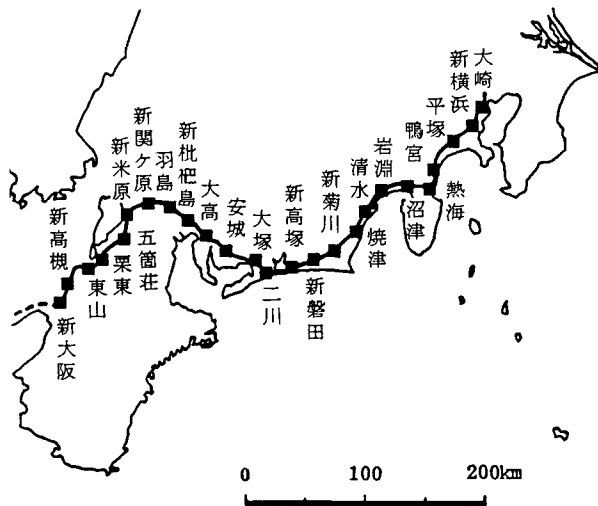 大崎
新横浜
平塚
鴨宮
熱海
沼津
岩淵
清水
焼津
新菊川
新磐田
新高塚
二川
大塚
安城
大高
新枇杷島
羽島
新関ヶ原
新米原
五箇荘
栗東
東山
新高槻
新大阪
0 100 200km